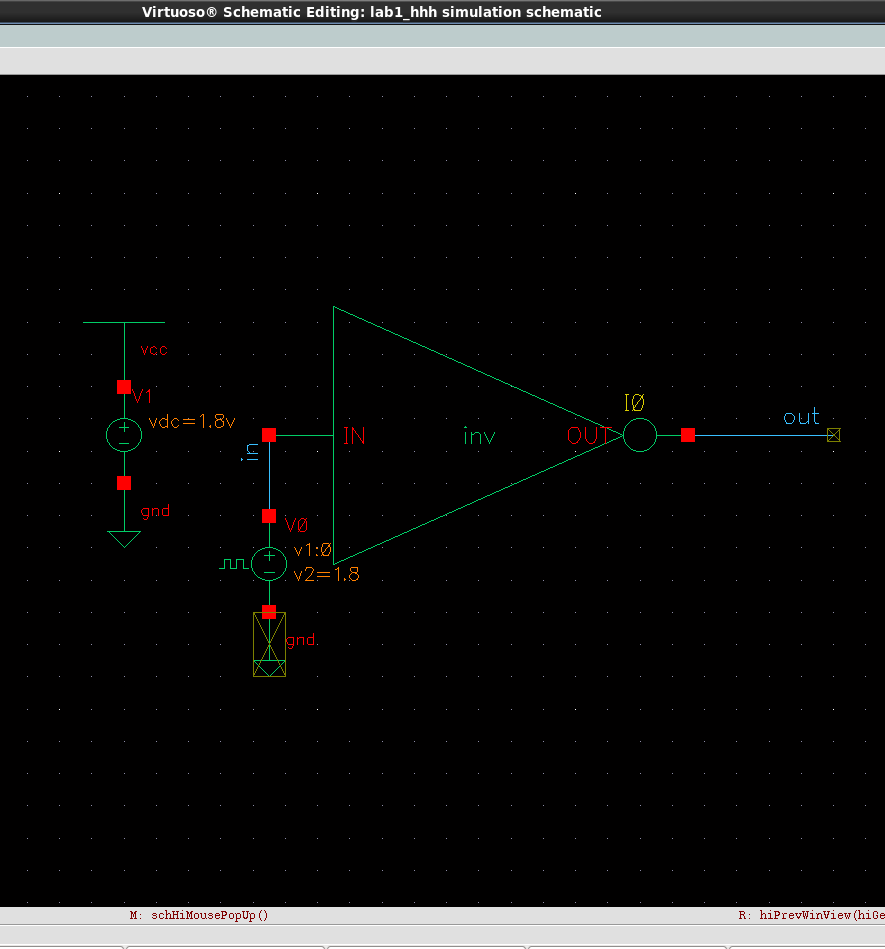 Virtuoso® Schematic Editing: lab1_hhh simulation schematic
vcc
V1
vdc=1.8v
gnd
in
IN
inv
OUT
I0
out
V0
v1:0
v2=1.8
gnd
M: schHiMousePopUp()
R: hiPrevWinView(hiGe